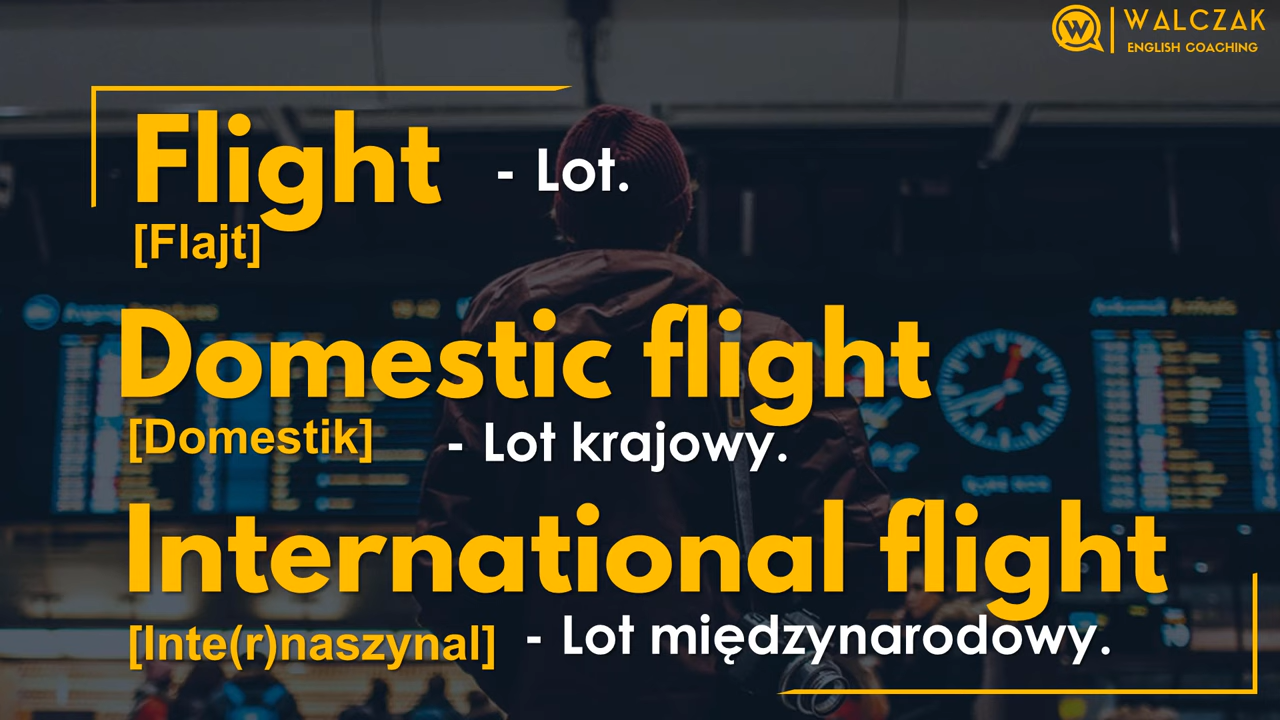 WALCZAK
ENGLISH COACHING
Flight - Lot.
[Flajt]
Domestic flight
[Domestik] - Lot krajowy.
International flight
[Inte(r)naszynal] - Lot międzynarodowy.